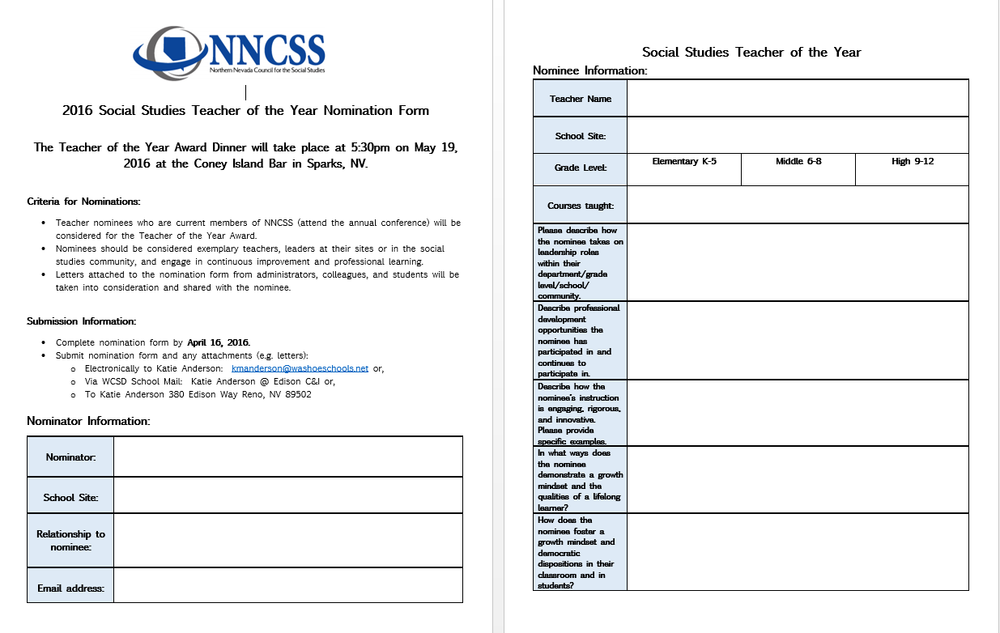 NNCSS
Northern Nevada Council for the Social Studies
2016 Social Studies Teacher of the Year Nomination Form
The Teacher of the Year Award Dinner will take place at 5:30pm on May 19,
2016 at the Coney Island Bar in Sparks, NV.
Criteria for Nominations:
• Teacher nominees who are current members of NNCSS (attend the annual conference) will be
considered for the Teacher of the Year Award.
• Nominees should be considered exemplary teachers, leaders at their sites or in the social
studies community, and engage in continuous improvement and professional learning.
• Letters attached to the nomination form from administrators, colleagues, and students will be
taken into consideration and shared with the nominee.
Submission Information:
• Complete nomination form by April 16, 2016.
• Submit nomination form and any attachments (e.g. letters):
o Electronically to Katie Anderson: kmanderson@washoeschools.net or,
o Via WCSD School Mail: Katie Anderson @ Edison C&I or,
o To Katie Anderson 380 Edison Way Reno, NV 89502
Nominator Information:
Nominator:
School Site:
Relationship to
nominee:
Email address:
Social Studies Teacher of the Year
Nominee Information:
Teacher Name
School Site:
Grade Level:
Elementary K-5
Middle 6-8
High 9-12
Courses taught:
Please describe how
the nominee takes on
leadership roles
within their
department/grade
level/school/
community.
Describe professional
development
opportunities the
nominee has
participated in and
continues to
participate in.
Describe how the
nominee's instruction
is engaging, rigorous,
and innovative.
Please provide
specific examples.
In what ways does
the nominee
demonstrate a growth
mindset and the
qualities of a lifelong
learner?
How does the
nominee foster a
growth mindset and
democratic
dispositions in their
classroom and in
students?